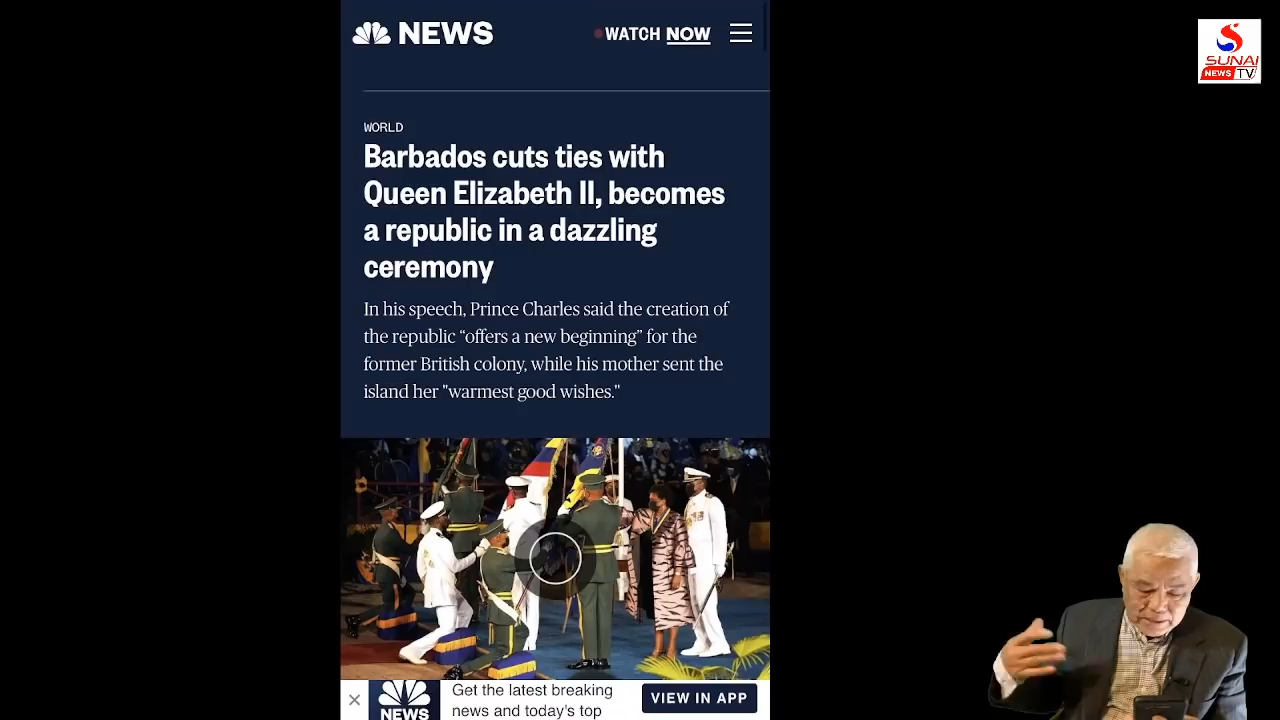 NEWS
WATCH NOW
SUNAI
NEWS TV
WORLD
Barbados cuts ties with
Queen Elizabeth II, becomes
a republic in a dazzling
ceremony
In his speech, Prince Charles said the creation of
the republic “offers a new beginning” for the
former British colony, while his mother sent the
island her "warmest good wishes."
NEWS
Get the latest breaking
news and today's top
VIEW IN APP